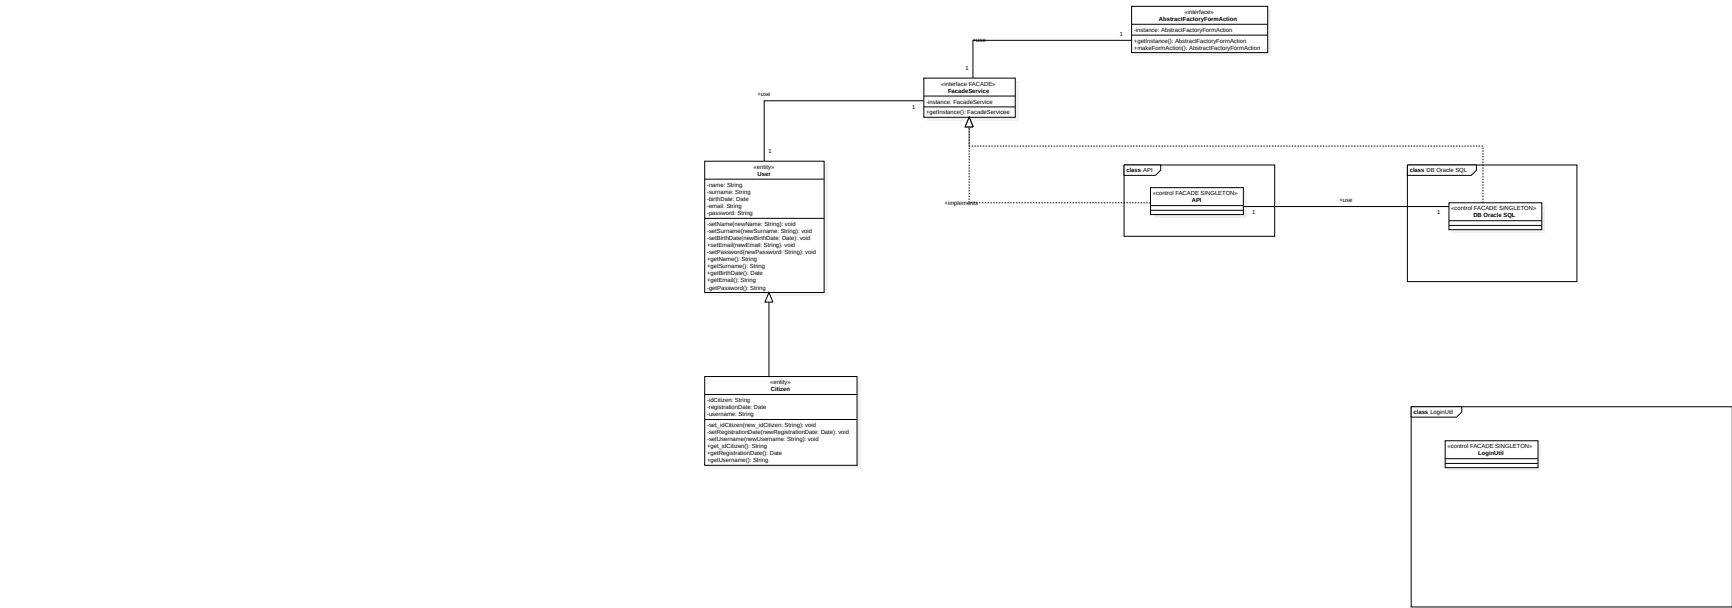 «interface»
AbstractFactoryFormAction
-instance: AbstractFactoryFormAction
+getInstance(): AbstractFactoryFormAction
+makeFormAction(): AbstractFactoryFormAction
+use
1
1
«interface FACADE»
FacadeService
-instance: FacadeService
+getInstance(): FacadeServicee
+use
1
1
«entity»
User
-name: String
-surname: String
-birthDate: Date
-email: String
-password: String
-setName(newName: String): void
-setSurname(newSurname: String): void
-setBirthDate(newBirthDate: Date): void
+setEmail(newEmail: String): void
-setPassword(newPassword: String): void
+getName(): String
+getSurname(): String
+getBirthDate(): Date
+getEmail(): String
-getPassword(): String
class API
«control FACADE SINGLETON»
API
+implements
1
+use
1
class DB Oracle SQL
«control FACADE SINGLETON»
DB Oracle SQL
«entity»
Citizen
-idCitizen: String
-registrationDate: Date
-username: String
-set_idCitizen(new_idCitizen: String): void
-setRegistrationDate(newRegistrationDate: Date): void
-setUsername(newUsername: String): void
+get_idCitizen(): String
+getRegistrationDate(): Date
+getUsername(): String
class LoginUtil
«control FACADE SINGLETON»
LoginUtil